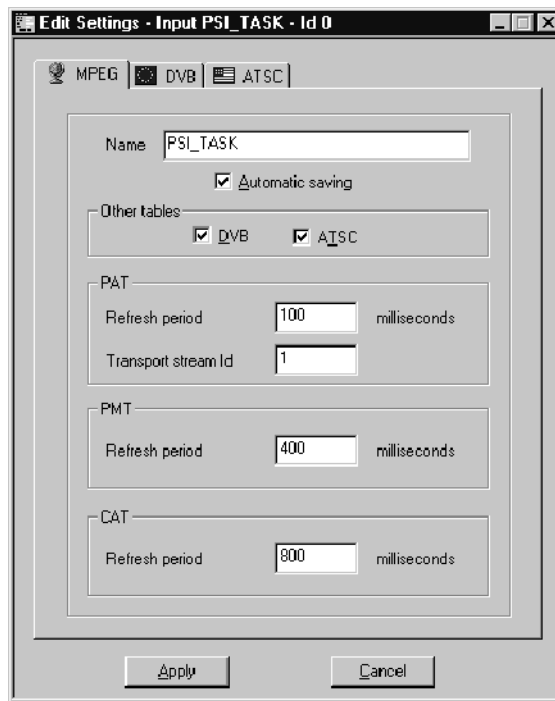 Edit Settings - Input PSI_TASK - Id 0
MPEG DVB ATSC
Name PSI_TASK
Automatic saving
Other tables
DVB ATSC
PAT
Refresh period 100 milliseconds
Transport stream Id 1
PMT
Refresh period 400 milliseconds
CAT
Refresh period 800 milliseconds
Apply Cancel